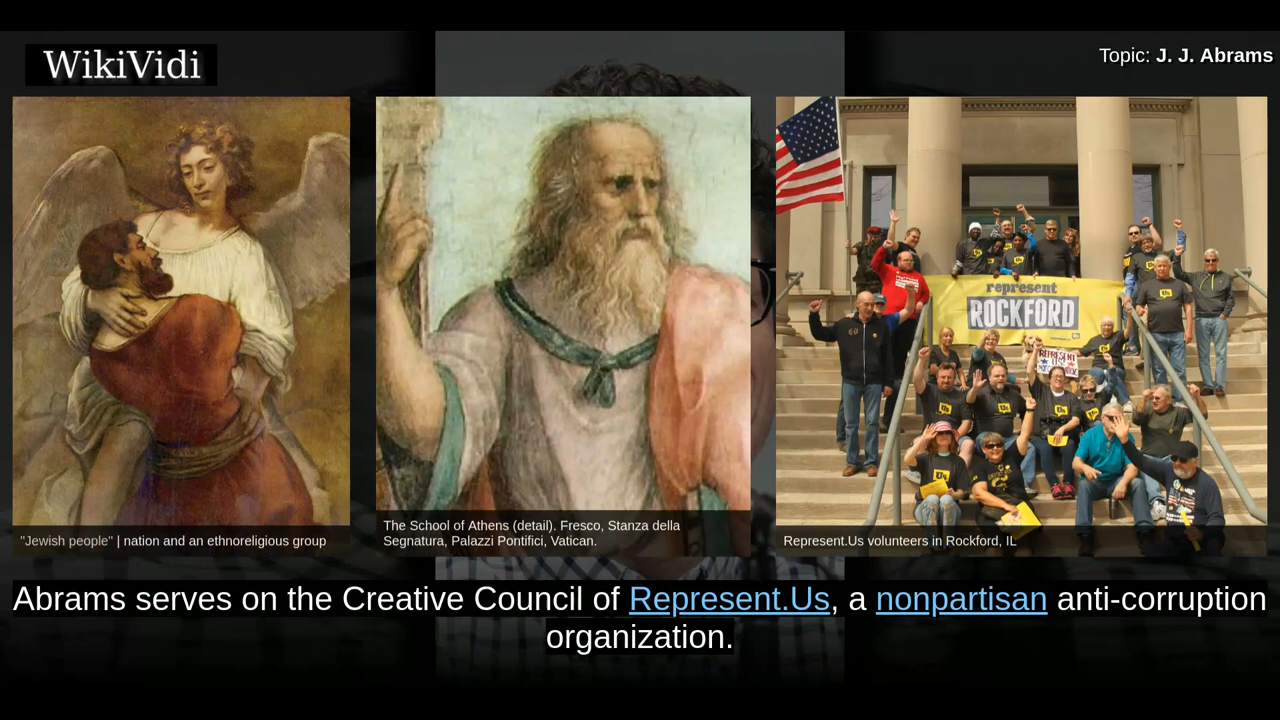 WikiVidi
Topic: J. J. Abrams
represent
ROCKFORD
REPRESENT
US!
"Jewish people" | nation and an ethnoreligious group
The School of Athens (detail). Fresco, Stanza della
Segnatura, Palazzi Pontifici, Vatican.
Represent.Us volunteers in Rockford, IL
Abrams serves on the Creative Council of Represent.Us, a nonpartisan anti-corruption
organization.